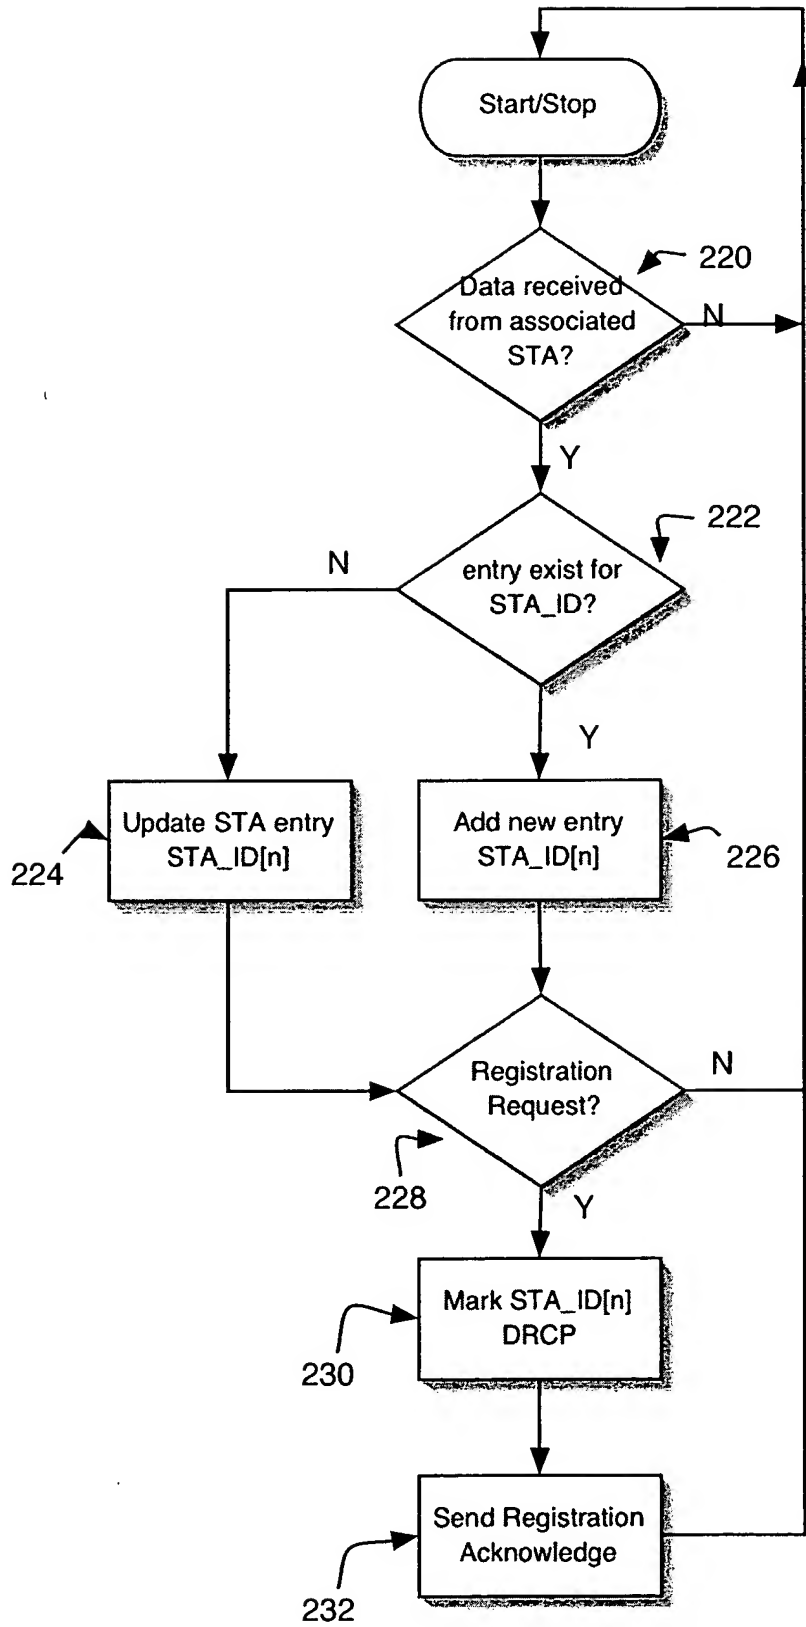 Start/Stop
220
Data received
from associated
STA?
N
Y
222
entry exist for
STA_ID?
N
Y
Update STA entry
STA_ID[n]
224
Add new entry
STA_ID[n]
226
Registration
Request?
N
228
Y
Mark STA_ID[n]
DRCP
230
Send Registration
Acknowledge
232